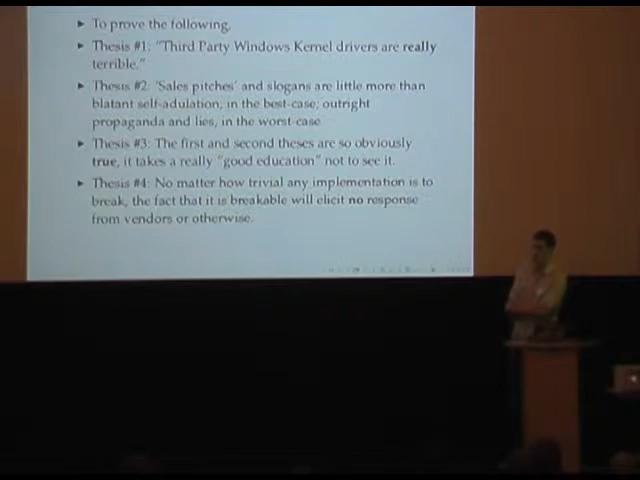 ► To prove the following,
► Thesis #1: "Third Party Windows Kernel drivers are really
terrible."
► Thesis #2: 'Sales pitches' and slogans are little more than
blatant self-adulation, in the best-case; outright
propaganda and lies, in the worst-case
► Thesis #3: The first and second theses are so obviously
true, it takes a really "good education" not to see it.
► Thesis #4: No matter how trivial any implementation is to
break, the fact that it is breakable will elicit no response
from vendors or otherwise.